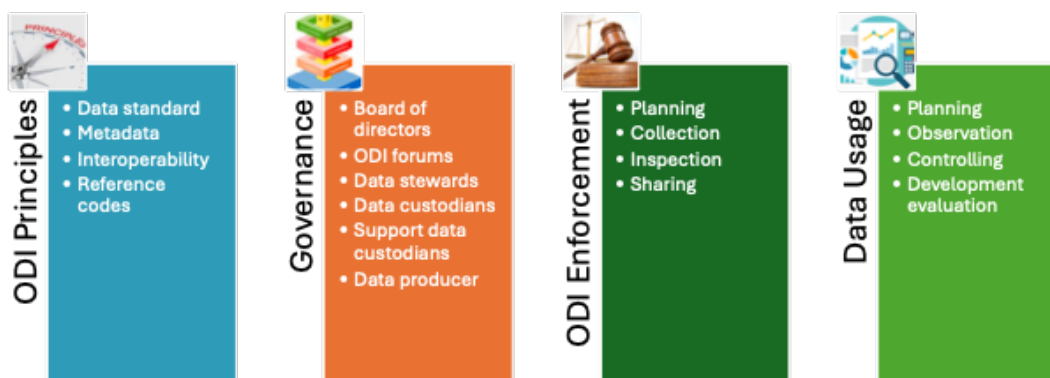 PRINCIPLES
ODI Principles
• Data standard
• Metadata
• Interoperability
• Reference
codes
Governance
• Board of
directors
• ODI forums
• Data stewards
• Data custodians
• Support data
custodians
• Data producer
ODI Enforcement
• Planning
• Collection
• Inspection
• Sharing
Data Usage
• Planning
• Observation
• Controlling
• Development
evaluation